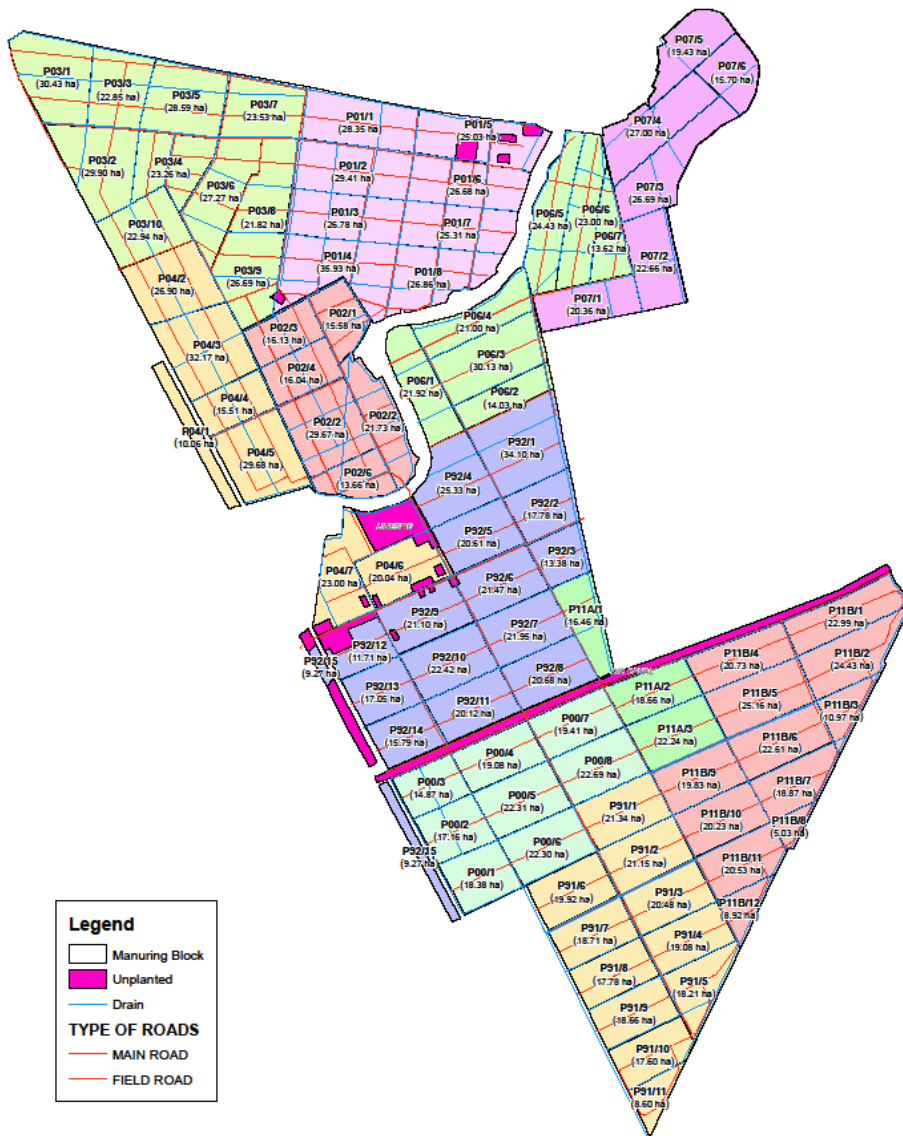 P03/1
(30.43 ha)
P03/3
(22.85 ha)
P03/5
(28.59 ha)
P03/7
(23.53 ha)
P03/2
(29.90 ha)
P03/4
(23.26 ha)
P03/6
(27.27 ha)
P03/8
(21.82 ha)
P03/10
(22.94 ha)
P03/9
(26.69 ha)
P01/1
(28.35 ha)
P01/5
(25.03 ha)
P01/2
(29.41 ha)
P01/6
(26.68 ha)
P01/3
(26.78 ha)
P01/7
(25.31 ha)
P01/4
(35.93 ha)
P01/8
(26.86 ha)
P07/5
(19.43 ha)
P07/6
(15.70 ha)
P07/4
(27.00 ha)
P07/3
(26.69 ha)
P07/2
(22.66 ha)
P07/1
(20.36 ha)
P06/5
(24.43 ha)
P06/6
(23.00 ha)
P06/7
(13.62 ha)
P06/4
(21.00 ha)
P06/3
(30.13 ha)
P06/1
(21.92 ha)
P06/2
(14.03 ha)
P04/2
(26.90 ha)
P04/3
(32.17 ha)
P04/4
(15.51 ha)
P04/1
(10.06 ha)
P04/5
(29.68 ha)
P02/1
(15.58 ha)
P02/3
(16.13 ha)
P02/4
(16.04 ha)
P02/2
(29.67 ha)
P02/2
(21.73 ha)
P02/6
(13.66 ha)
P04/7
(23.00 ha)
P04/6
(20.04 ha)
P92/1
(34.10 ha)
P92/4
(25.33 ha)
P92/2
(17.78 ha)
P92/5
(20.61 ha)
P92/3
(13.38 ha)
P92/6
(21.47 ha)
P92/9
(21.10 ha)
P92/7
(21.95 ha)
P92/12
(11.71 ha)
P92/10
(22.42 ha)
P92/8
(20.68 ha)
P92/15
(9.27 ha)
P92/13
(17.05 ha)
P92/11
(20.12 ha)
P92/14
(15.79 ha)
P11A/1
(16.46 ha)
P11A/2
(18.66 ha)
P11A/3
(22.24 ha)
P11B/1
(22.99 ha)
P11B/4
(20.73 ha)
P11B/2
(24.43 ha)
P11B/5
(25.16 ha)
P11B/3
(10.97 ha)
P11B/6
(22.61 ha)
P11B/9
(19.83 ha)
P11B/7
(18.87 ha)
P11B/10
(20.23 ha)
P11B/8
(5.03 ha)
P11B/11
(20.53 ha)
P11B/12
(8.92 ha)
P00/7
(19.41 ha)
P00/4
(19.08 ha)
P00/8
(22.69 ha)
P00/3
(14.87 ha)
P00/5
(22.31 ha)
P00/2
(17.16 ha)
P00/6
(22.30 ha)
P00/1
(18.38 ha)
P92/15
(9.27 ha)
P91/1
(21.34 ha)
P91/2
(21.15 ha)
P91/6
(19.92 ha)
P91/3
(20.48 ha)
P91/7
(18.71 ha)
P91/4
(19.08 ha)
P91/8
(17.78 ha)
P91/5
(18.21 ha)
P91/9
(18.66 ha)
P91/10
(17.60 ha)
P91/11
(8.60 ha)
Legend
Manuring Block
Unplanted
Drain
TYPE OF ROADS
MAIN ROAD
FIELD ROAD